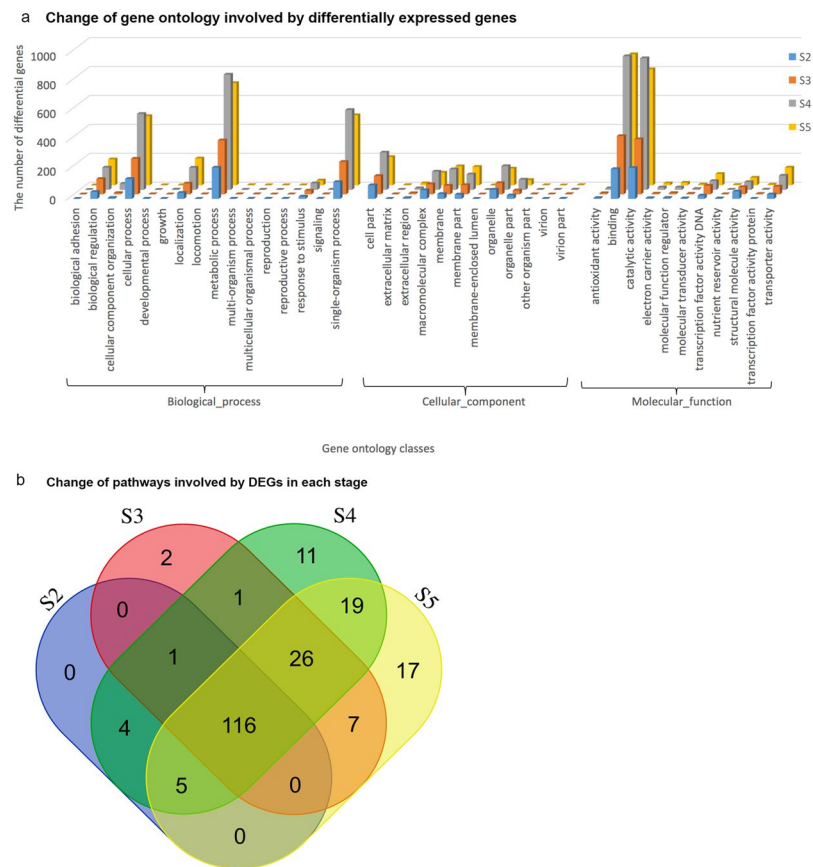 a Change of gene ontology involved by differentially expressed genes
The number of differential genes
1000
800
600
400
200
0
S2
S3
S4
S5
biological adhesion
biological regulation
cellular component organization
cellular process
developmental process
growth
localization
locomotion
metabolic process
multi-organism process
multicellular organismal process
reproduction
reproductive process
response to stimulus
signaling
single-organism process
cell part
extracellular matrix
extracellular region
macromolecular complex
membrane
membrane part
membrane-enclosed lumen
organelle
organelle part
other organism part
virion
virion part
antioxidant activity
binding
catalytic activity
electron carrier activity
molecular function regulator
molecular transducer activity
transcription factor activity DNA
nutrient reservoir activity
structural molecule activity
transcription factor activity protein
transporter activity
Biological_process
Cellular_component
Molecular_function
Gene ontology classes
b Change of pathways involved by DEGs in each stage
S3
S4
S2
S5
2
11
0
1
19
0
1
26
17
4
116
7
5
0
0